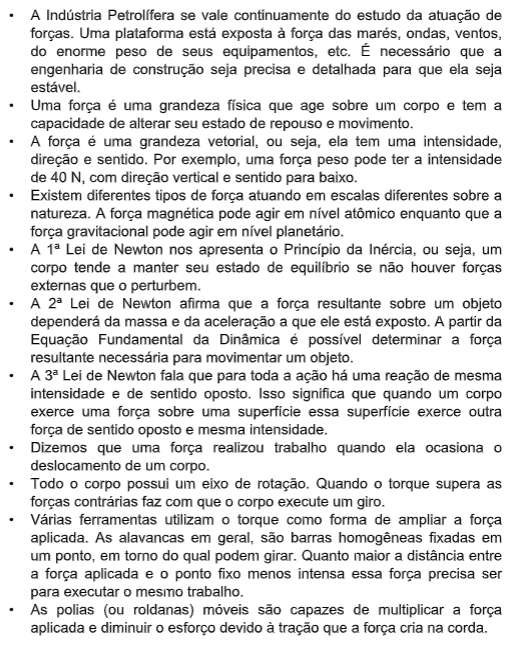 • A Indústria Petrolífera se vale continuamente do estudo da atuação de
forças. Uma plataforma está exposta à força das marés, ondas, ventos,
do enorme peso de seus equipamentos, etc. É necessário que a
engenharia de construção seja precisa e detalhada para que ela seja
estável.
• Uma força é uma grandeza física que age sobre um corpo e tem a
capacidade de alterar seu estado de repouso e movimento.
• A força é uma grandeza vetorial, ou seja, ela tem uma intensidade,
direção e sentido. Por exemplo, uma força peso pode ter a intensidade
de 40 N, com direção vertical e sentido para baixo.
• Existem diferentes tipos de força atuando em escalas diferentes sobre a
natureza. A força magnética pode agir em nível atômico enquanto que a
força gravitacional pode agir em nível planetário.
• A 1ª Lei de Newton nos apresenta o Princípio da Inércia, ou seja, um
corpo tende a manter seu estado de equilíbrio se não houver forças
externas que o perturbem.
• A 2ª Lei de Newton afirma que a força resultante sobre um objeto
dependerá da massa e da aceleração a que ele está exposto. A partir da
Equação Fundamental da Dinâmica é possível determinar a força
resultante necessária para movimentar um objeto.
• A 3ª Lei de Newton fala que para toda a ação há uma reação de mesma
intensidade e de sentido oposto. Isso significa que quando um corpo
exerce uma força sobre uma superfície essa superfície exerce outra
força de sentido oposto e mesma intensidade.
• Dizemos que uma força realizou trabalho quando ela ocasiona o
deslocamento de um corpo.
• Todo o corpo possui um eixo de rotação. Quando o torque supera as
forças contrárias faz com que o corpo execute um giro.
• Várias ferramentas utilizam o torque como forma de ampliar a força
aplicada. As alavancas em geral, são barras homogêneas fixadas em
um ponto, em torno do qual podem girar. Quanto maior a distância entre
a força aplicada e o ponto fixo menos intensa essa força precisa ser
para executar o mesmo trabalho.
• As polias (ou roldanas) móveis são capazes de multiplicar a força
aplicada e diminuir o esforço devido à tração que a força cria na corda.